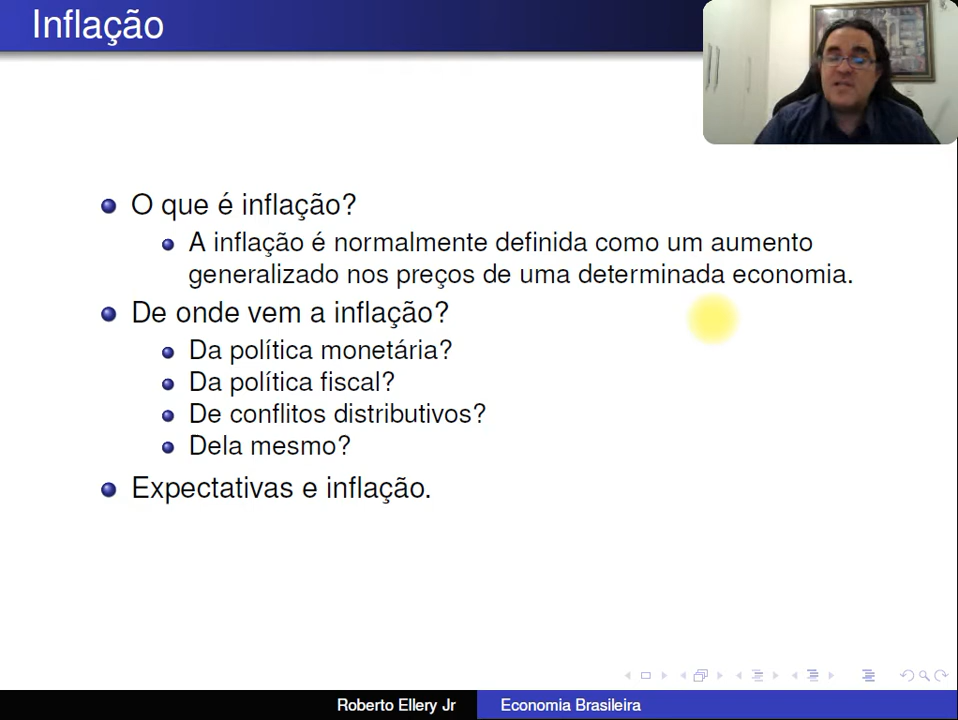 Inflação
O que é inflação?
A inflação é normalmente definida como um aumento
generalizado nos preços de uma determinada economia.
De onde vem a inflação?
Da política monetária?
Da política fiscal?
De conflitos distributivos?
Dela mesmo?
Expectativas e inflação.
Roberto Ellery Jr
Economia Brasileira